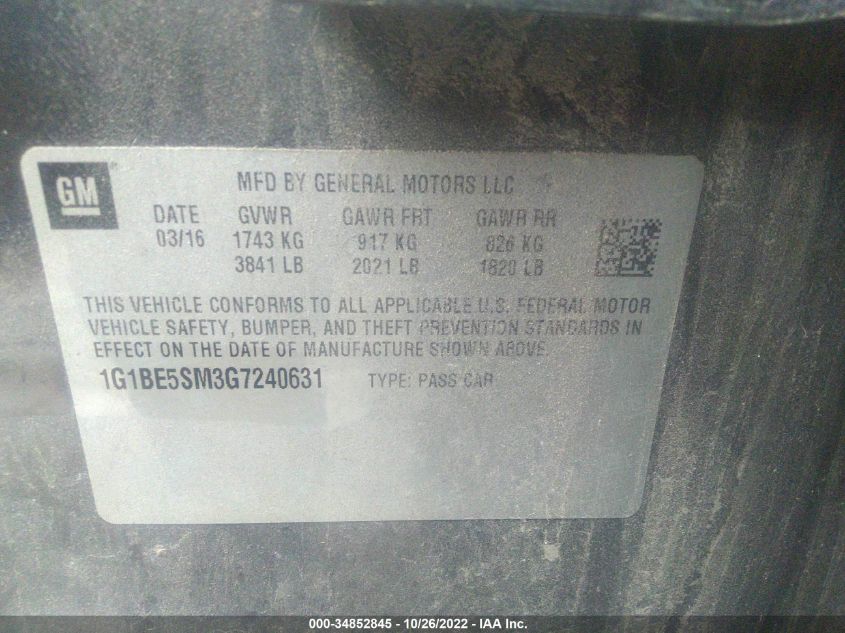 GM
MFD BY GENERAL MOTORS LLC
DATE GVWR GAWR FRT GAWR RR
03/16 1743 KG 917 KG 826 KG
3841 LB 2021 LB 1820 LB
THIS VEHICLE CONFORMS TO ALL APPLICABLE U.S. FEDERAL MOTOR
VEHICLE SAFETY, BUMPER, AND THEFT PREVENTION STANDARDS IN
EFFECT ON THE DATE OF MANUFACTURE SHOWN ABOVE.
1G1BE5SM3G7240631 TYPE: PASS CAR
000-34852845 - 10/26/2022 - IAA Inc.